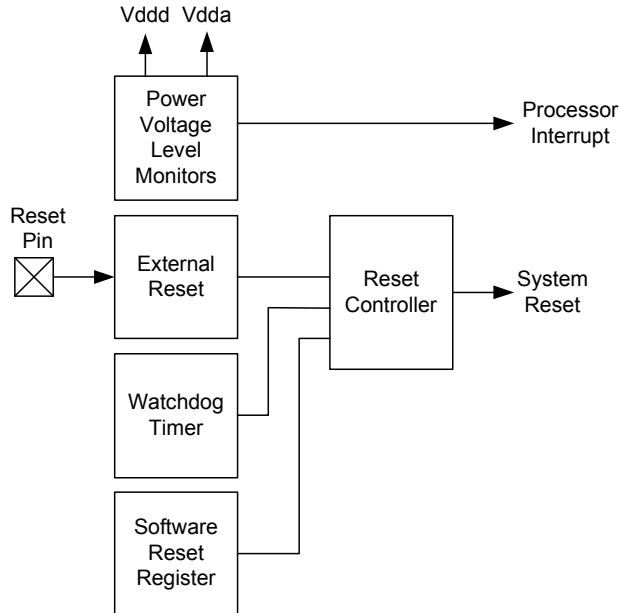 Vddd Vdda
Power
Voltage
Level
Monitors
Processor
Interrupt
Reset
Pin
External
Reset
Reset
Controller
System
Reset
Watchdog
Timer
Software
Reset
Register